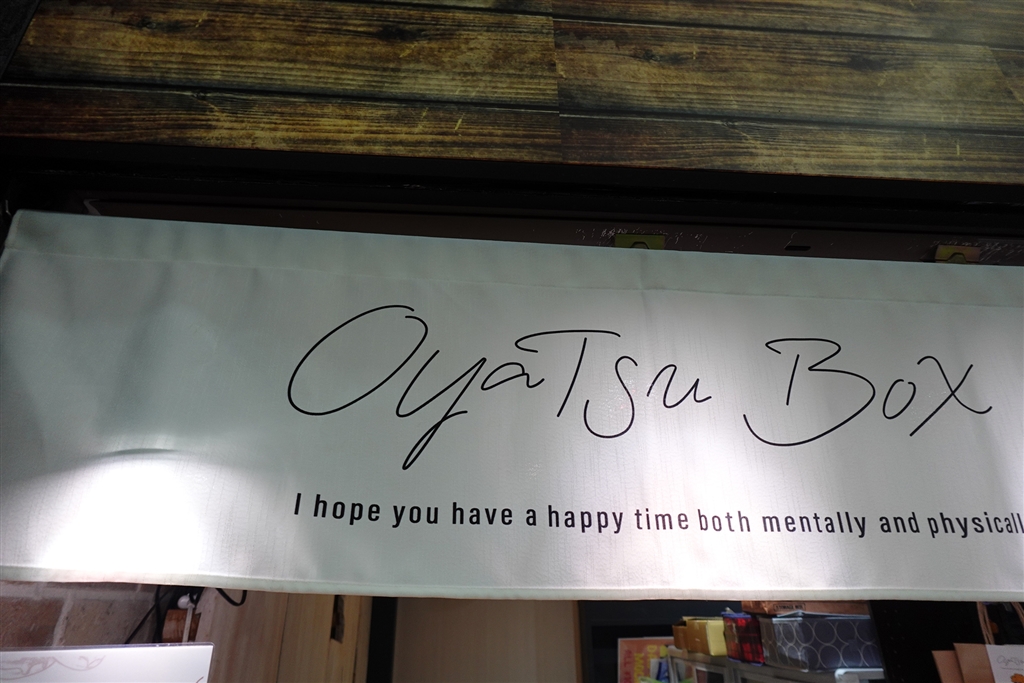 OyaTsu Box
I hope you have a happy time both mentally and physicall